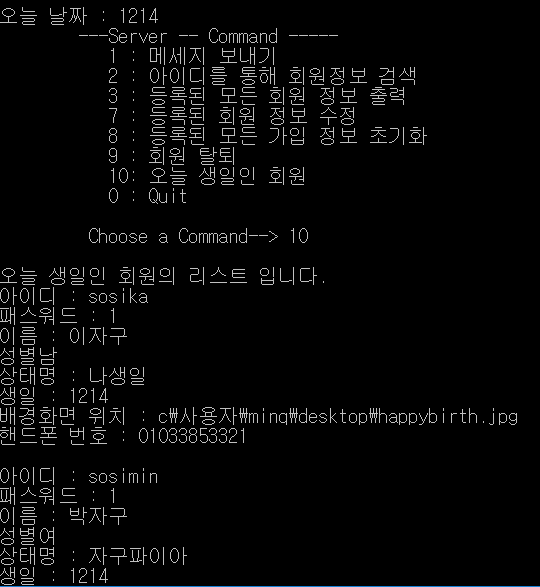 오늘 날짜 : 1214
---Server -- Command -----
1 : 메세지 보내기
2 : 아이디를 통해 회원정보 검색
3 : 등록된 모든 회원 정보 출력
7 : 등록된 회원 정보 수정
8 : 등록된 모든 가입 정보 초기화
9 : 회원 탈퇴
10: 오늘 생일인 회원
0 : Quit
Choose a Command--> 10
오늘 생일인 회원의 리스트 입니다.
아이디 : sosika
패스워드 : 1
이름 : 이자구
성별남
상태명 : 나생일
생일 : 1214
배경화면 위치 : c₩사용자₩minq₩desktop₩happybirth.jpg
핸드폰 번호 : 01033853321
아이디 : sosimin
패스워드 : 1
이름 : 박자구
성별여
상태명 : 자구파이아
생일 : 1214